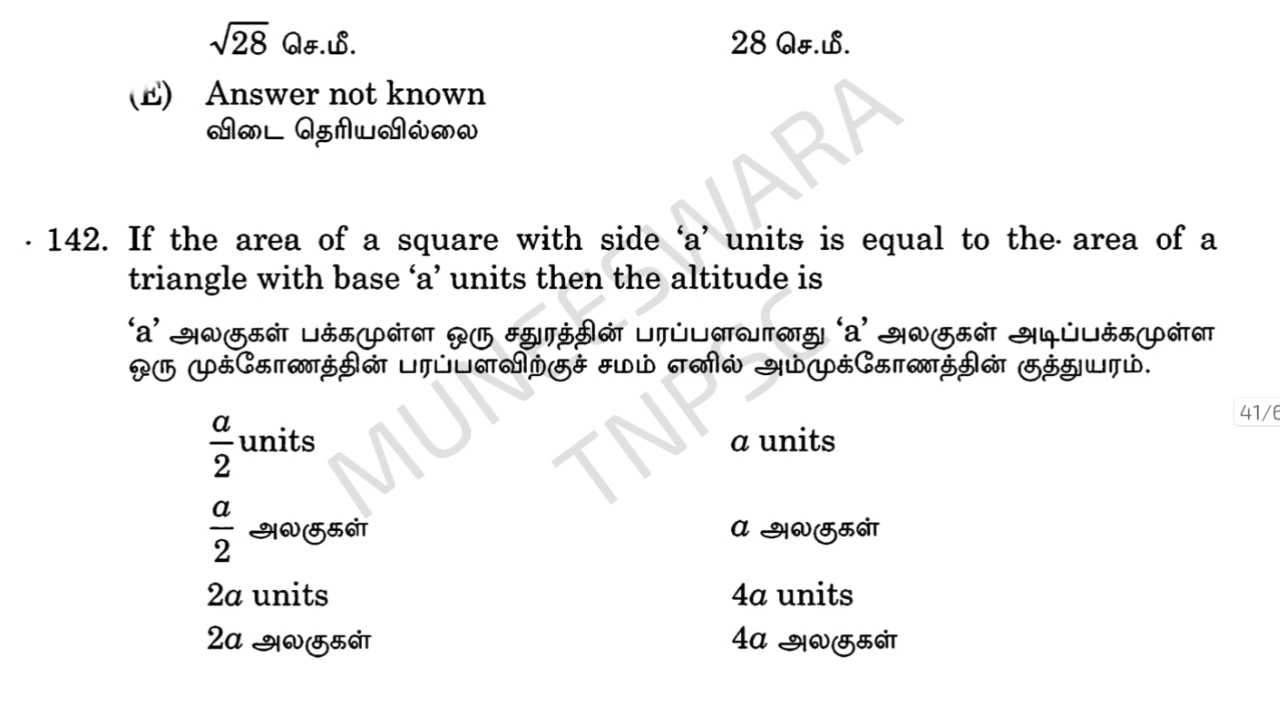 √28 செ.மீ. 28 செ.மீ.
(E) Answer not known
விடை தெரியவில்லை
142. If the area of a square with side ‘a’ units is equal to the area of a
triangle with base ‘a’ units then the altitude is
‘a’ அலகுகள் பக்கமுள்ள ஒரு சதுரத்தின் பரப்பளவானது ‘a’ அலகுகள் அடிப்பக்கமுள்ள
ஒரு முக்கோணத்தின் பரப்பளவிற்குச் சமம் எனில் அம்முக்கோணத்தின் குத்துயரம்.
a/2 units a units
a/2 அலகுகள் a அலகுகள்
2a units 4a units
2a அலகுகள் 4a அலகுகள்
MUNEESWARA
TNPSC
41/6